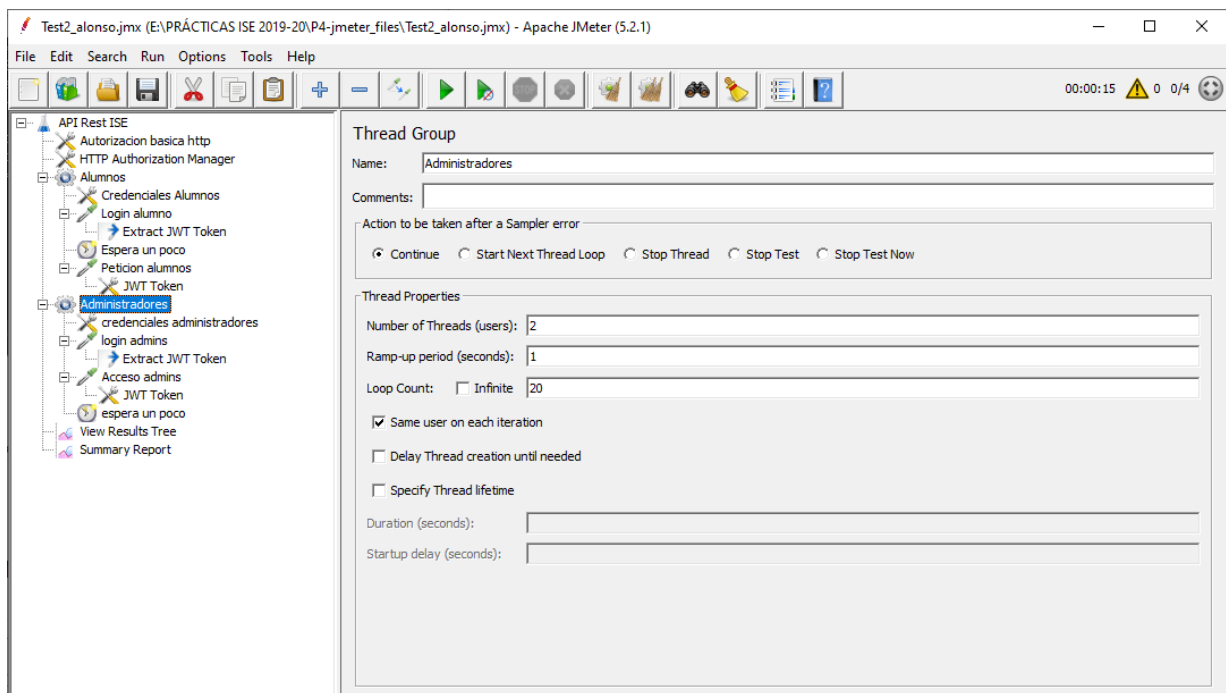 Test2_alonso.jmx (E:\PRÁCTICAS ISE 2019-20\P4-jmeter_files\Test2_alonso.jmx) - Apache JMeter (5.2.1)
File Edit Search Run Options Tools Help
STOP
00:00:15 0 0/4
API Rest ISE
Autorizacion basica http
HTTP Authorization Manager
Alumnos
Credenciales Alumnos
Login alumno
Extract JWT Token
Espera un poco
Peticion alumnos
JWT Token
Administradores
credenciales administradores
login admins
Extract JWT Token
Acceso admins
JWT Token
espera un poco
View Results Tree
Summary Report
Thread Group
Name: Administradores
Comments:
Action to be taken after a Sampler error
Continue Start Next Thread Loop Stop Thread Stop Test Stop Test Now
Thread Properties
Number of Threads (users): 2
Ramp-up period (seconds): 1
Loop Count: Infinite 20
Same user on each iteration
Delay Thread creation until needed
Specify Thread lifetime
Duration (seconds):
Startup delay (seconds):